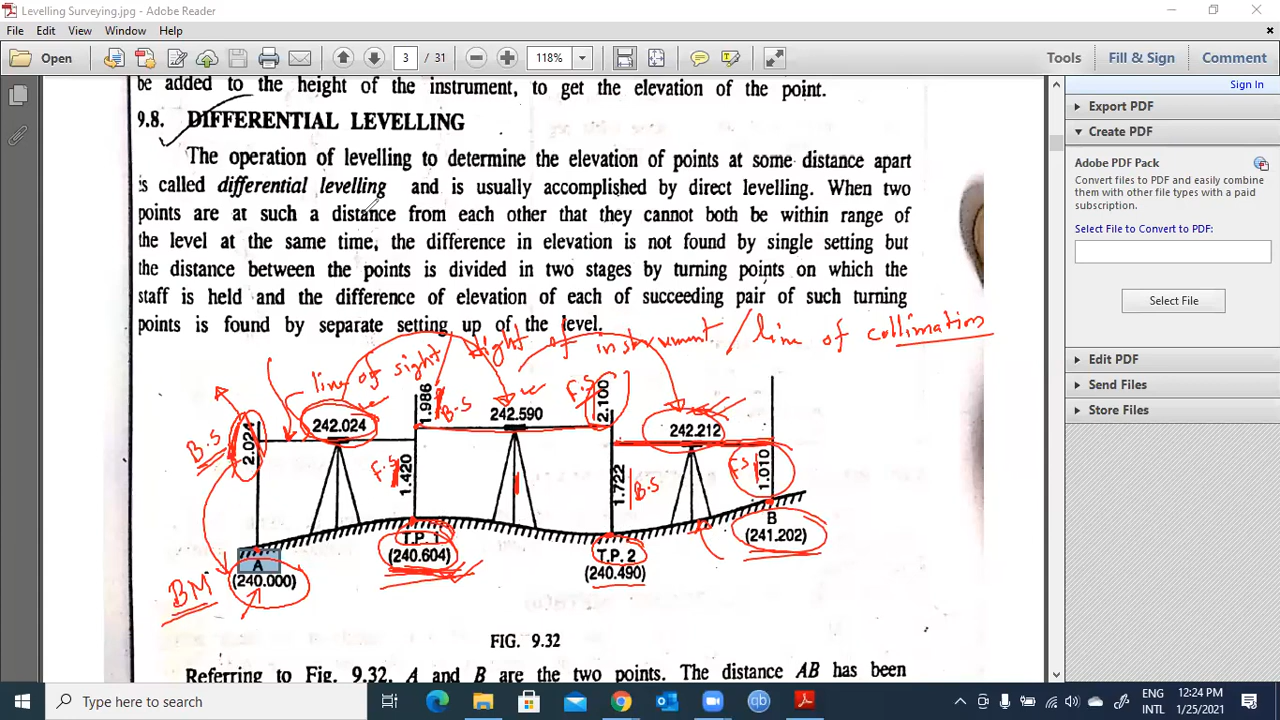 Levelling Surveying.jpg - Adobe Reader
File Edit View Window Help
Open 3 / 31 118% Tools Fill & Sign Comment
Sign In
Export PDF
Create PDF
Adobe PDF Pack
Convert files to PDF and easily combine them with other file types with a paid subscription.
Select File to Convert to PDF:
Select File
Edit PDF
Send Files
Store Files
be added to the height of the instrument, to get the elevation of the point.
9.8. DIFFERENTIAL LEVELLING
The operation of levelling to determine the elevation of points at some distance apart
is called differential levelling and is usually accomplished by direct levelling. When two
points are at such a distance from each other that they cannot both be within range of
the level at the same time, the difference in elevation is not found by single setting but
the distance between the points is divided in two stages by turning points on which the
staff is held and the difference of elevation of each of succeeding pair of such turning
points is found by separate setting up of the level.
line of sight
Hight of instrument / line of collimation
B.S 2.024
242.024
F.S 1.420
1.986 B.S
242.590
F.S 2.100
1.722 B.S
242.212
FS 1.010
BM A
(240.000)
T.P. 1
(240.604)
T.P. 2
(240.490)
B
(241.202)
FIG. 9.32
Referring to Fig. 9.32, A and B are the two points. The distance AB has been
Type here to search
ENG
INTL
12:24 PM
1/25/2021